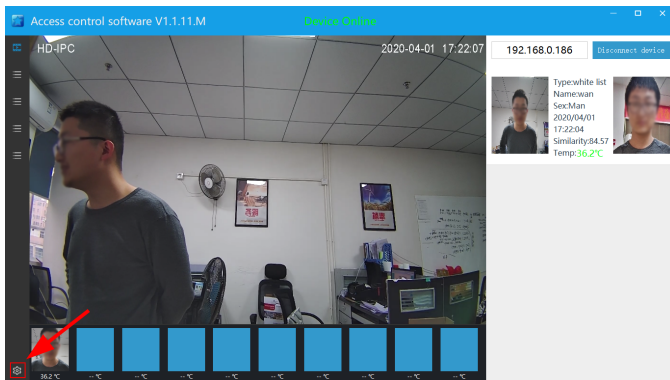 Access control software V1.1.11.M
Device Online
HD-IPC
2020-04-01 17:22:07
192.168.0.186
Disconnect device
Type:white list
Name:wan
Sex:Man
2020/04/01
17:22:04
Similarity:84.57
Temp:36.2℃
36.2 ℃
-- ℃
-- ℃
-- ℃
-- ℃
-- ℃
-- ℃
-- ℃
-- ℃
-- ℃